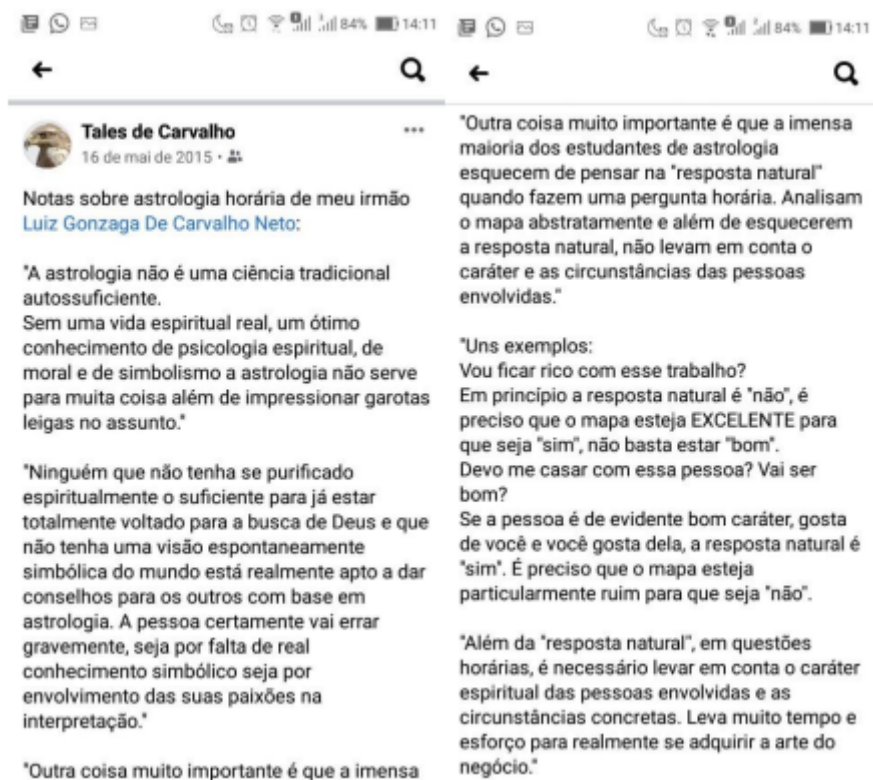 84% 14:11
Tales de Carvalho
16 de mai de 2015 ·
Notas sobre astrologia horária de meu irmão
Luiz Gonzaga De Carvalho Neto:
"A astrologia não é uma ciência tradicional
autossuficiente.
Sem uma vida espiritual real, um ótimo
conhecimento de psicologia espiritual, de
moral e de simbolismo a astrologia não serve
para muita coisa além de impressionar garotas
leigas no assunto."
"Ninguém que não tenha se purificado
espiritualmente o suficiente para já estar
totalmente voltado para a busca de Deus e que
não tenha uma visão espontaneamente
simbólica do mundo está realmente apto a dar
conselhos para os outros com base em
astrologia. A pessoa certamente vai errar
gravemente, seja por falta de real
conhecimento simbólico seja por
envolvimento das suas paixões na
interpretação."
"Outra coisa muito importante é que a imensa
84% 14:11
"Outra coisa muito importante é que a imensa
maioria dos estudantes de astrologia
esquecem de pensar na "resposta natural"
quando fazem uma pergunta horária. Analisam
o mapa abstratamente e além de esquecerem
a resposta natural, não levam em conta o
caráter e as circunstâncias das pessoas
envolvidas."
"Uns exemplos:
Vou ficar rico com esse trabalho?
Em princípio a resposta natural é "não", é
preciso que o mapa esteja EXCELENTE para
que seja "sim", não basta estar "bom".
Devo me casar com essa pessoa? Vai ser
bom?
Se a pessoa é de evidente bom caráter, gosta
de você e você gosta dela, a resposta natural é
"sim". É preciso que o mapa esteja
particularmente ruim para que seja "não".
"Além da "resposta natural", em questões
horárias, é necessário levar em conta o caráter
espiritual das pessoas envolvidas e as
circunstâncias concretas. Leva muito tempo e
esforço para realmente se adquirir a arte do
negócio."